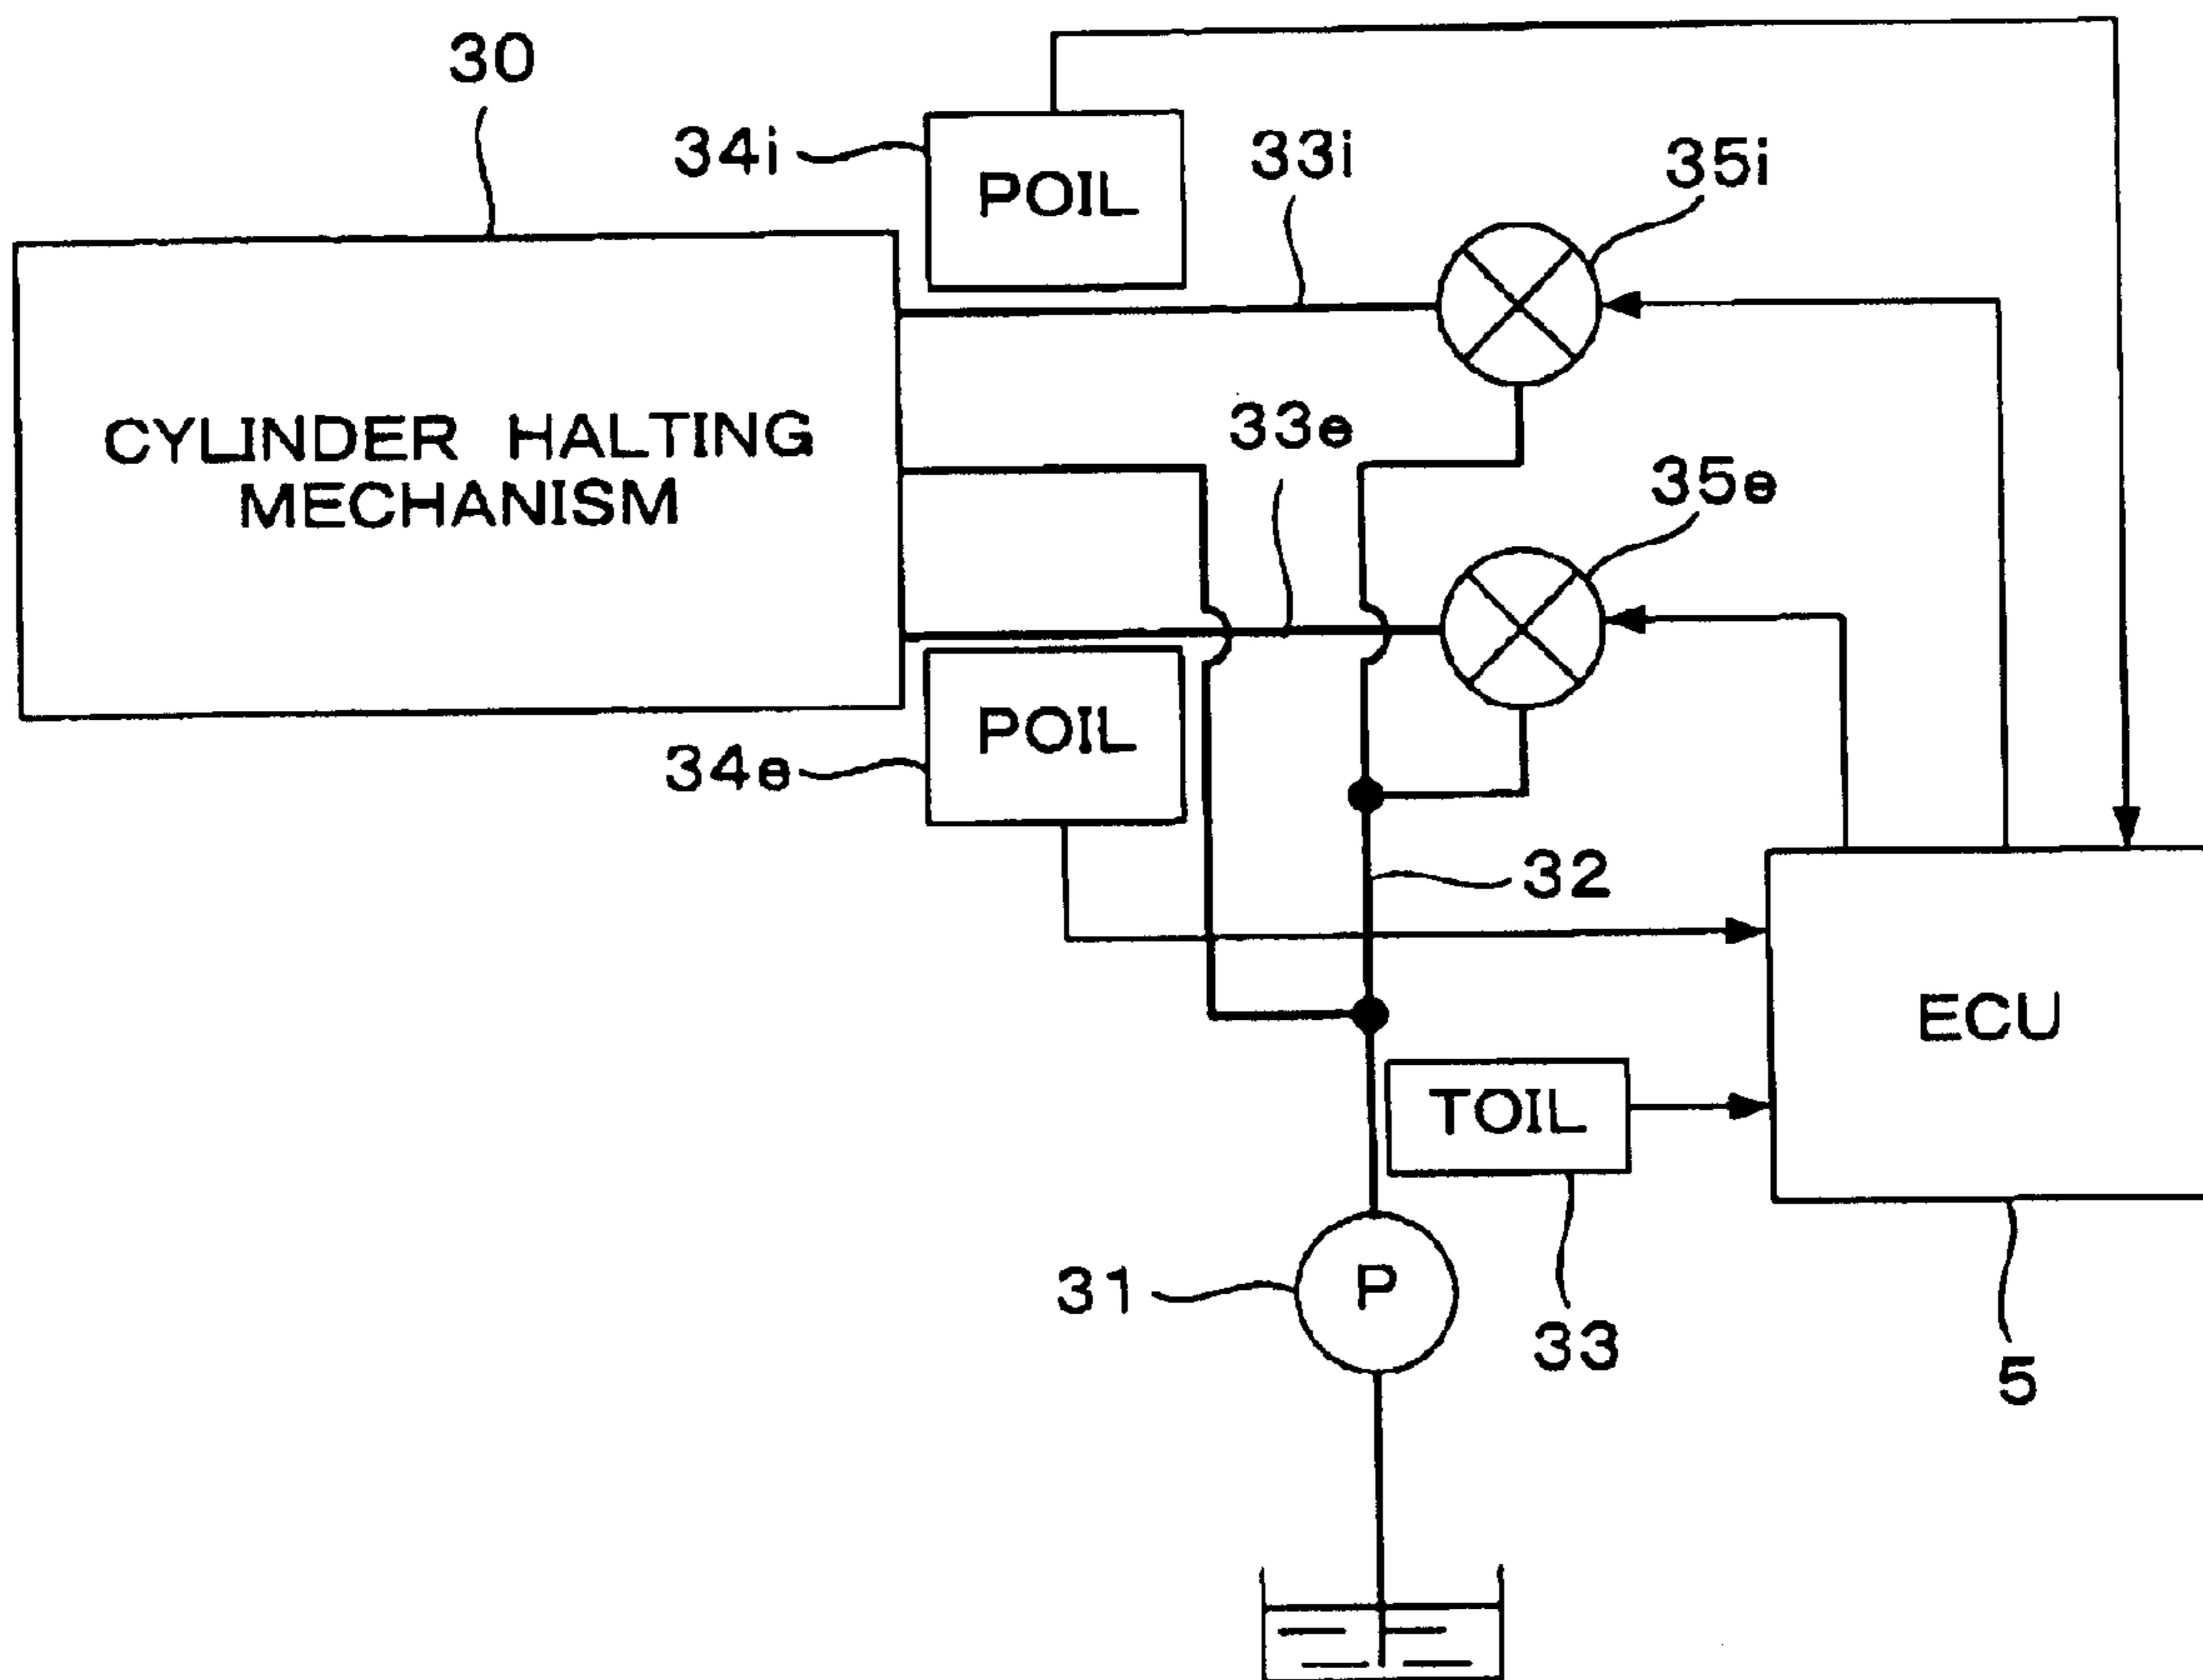 30
34i
POIL
33i
35i
CYLINDER HALTING
MECHANISM
33e
35e
POIL
34e
32
ECU
TOIL
31
P
33
5